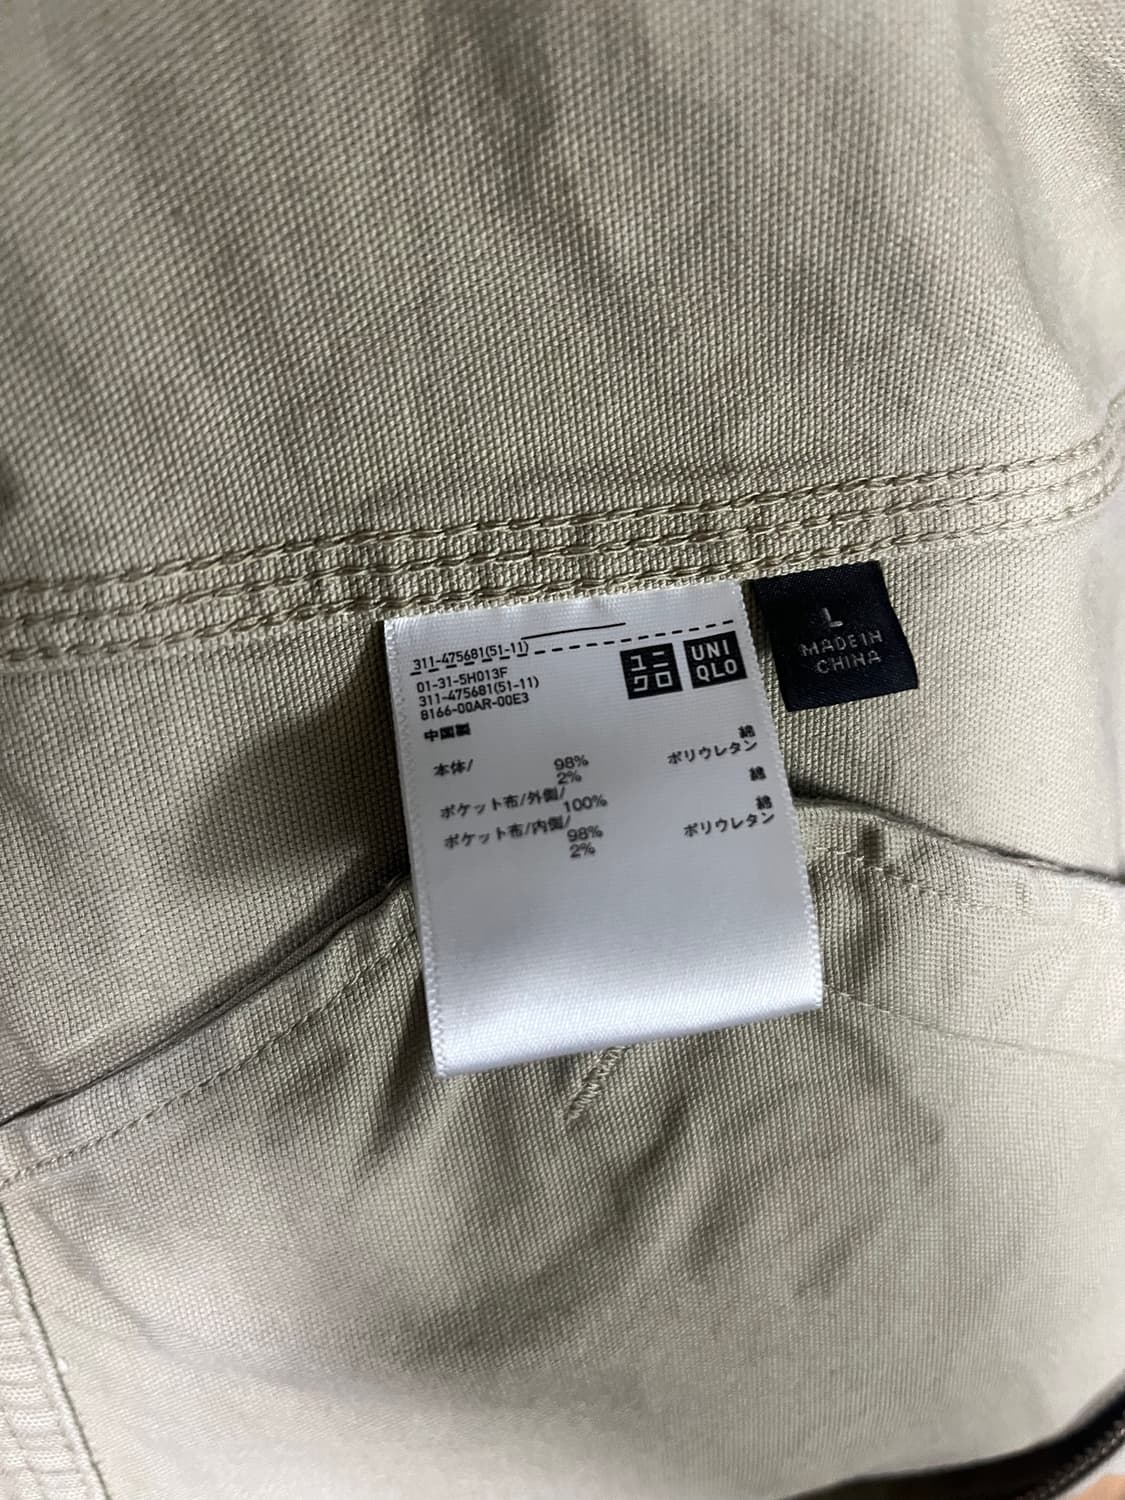 311-475681(51-11)
01-31-5H013F
311-475681(51-11)
8166-00AR-00E3
ユニ
クロ
UNI
QLO
中国製
本体/ 98% 綿
2% ポリウレタン
ポケット布/外側/
100% 綿
ポケット布/内側/
98% 綿
2% ポリウレタン
L
MADE IN
CHINA